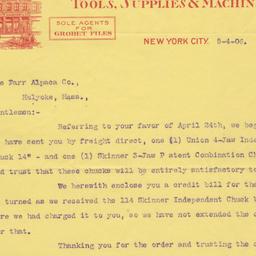 TOOLS, SUPPLIES & MACHIN
SOLE AGENTS
FOR
GROBET FILES
NEW YORK CITY, 5-4-06.
e Farr Alpaca Co.,
Holyoke, Mass.,
ntlemen:-
Referring to your favor of April 24th, we beg
have sent you by freight direct, one (1) Union 4-Jaw Inde
huck 14" - and one (1) Skinner 3-Jaw Patent Combination Ch
nd trust that these chucks will be entirely satisfactory to
We herewith enclose you a credit bill for the
turned as we received the 114 Skinner Independent Chuck
re we had charged it to you, so we have not extended the
r that.
Thanking you for the order and trusting the